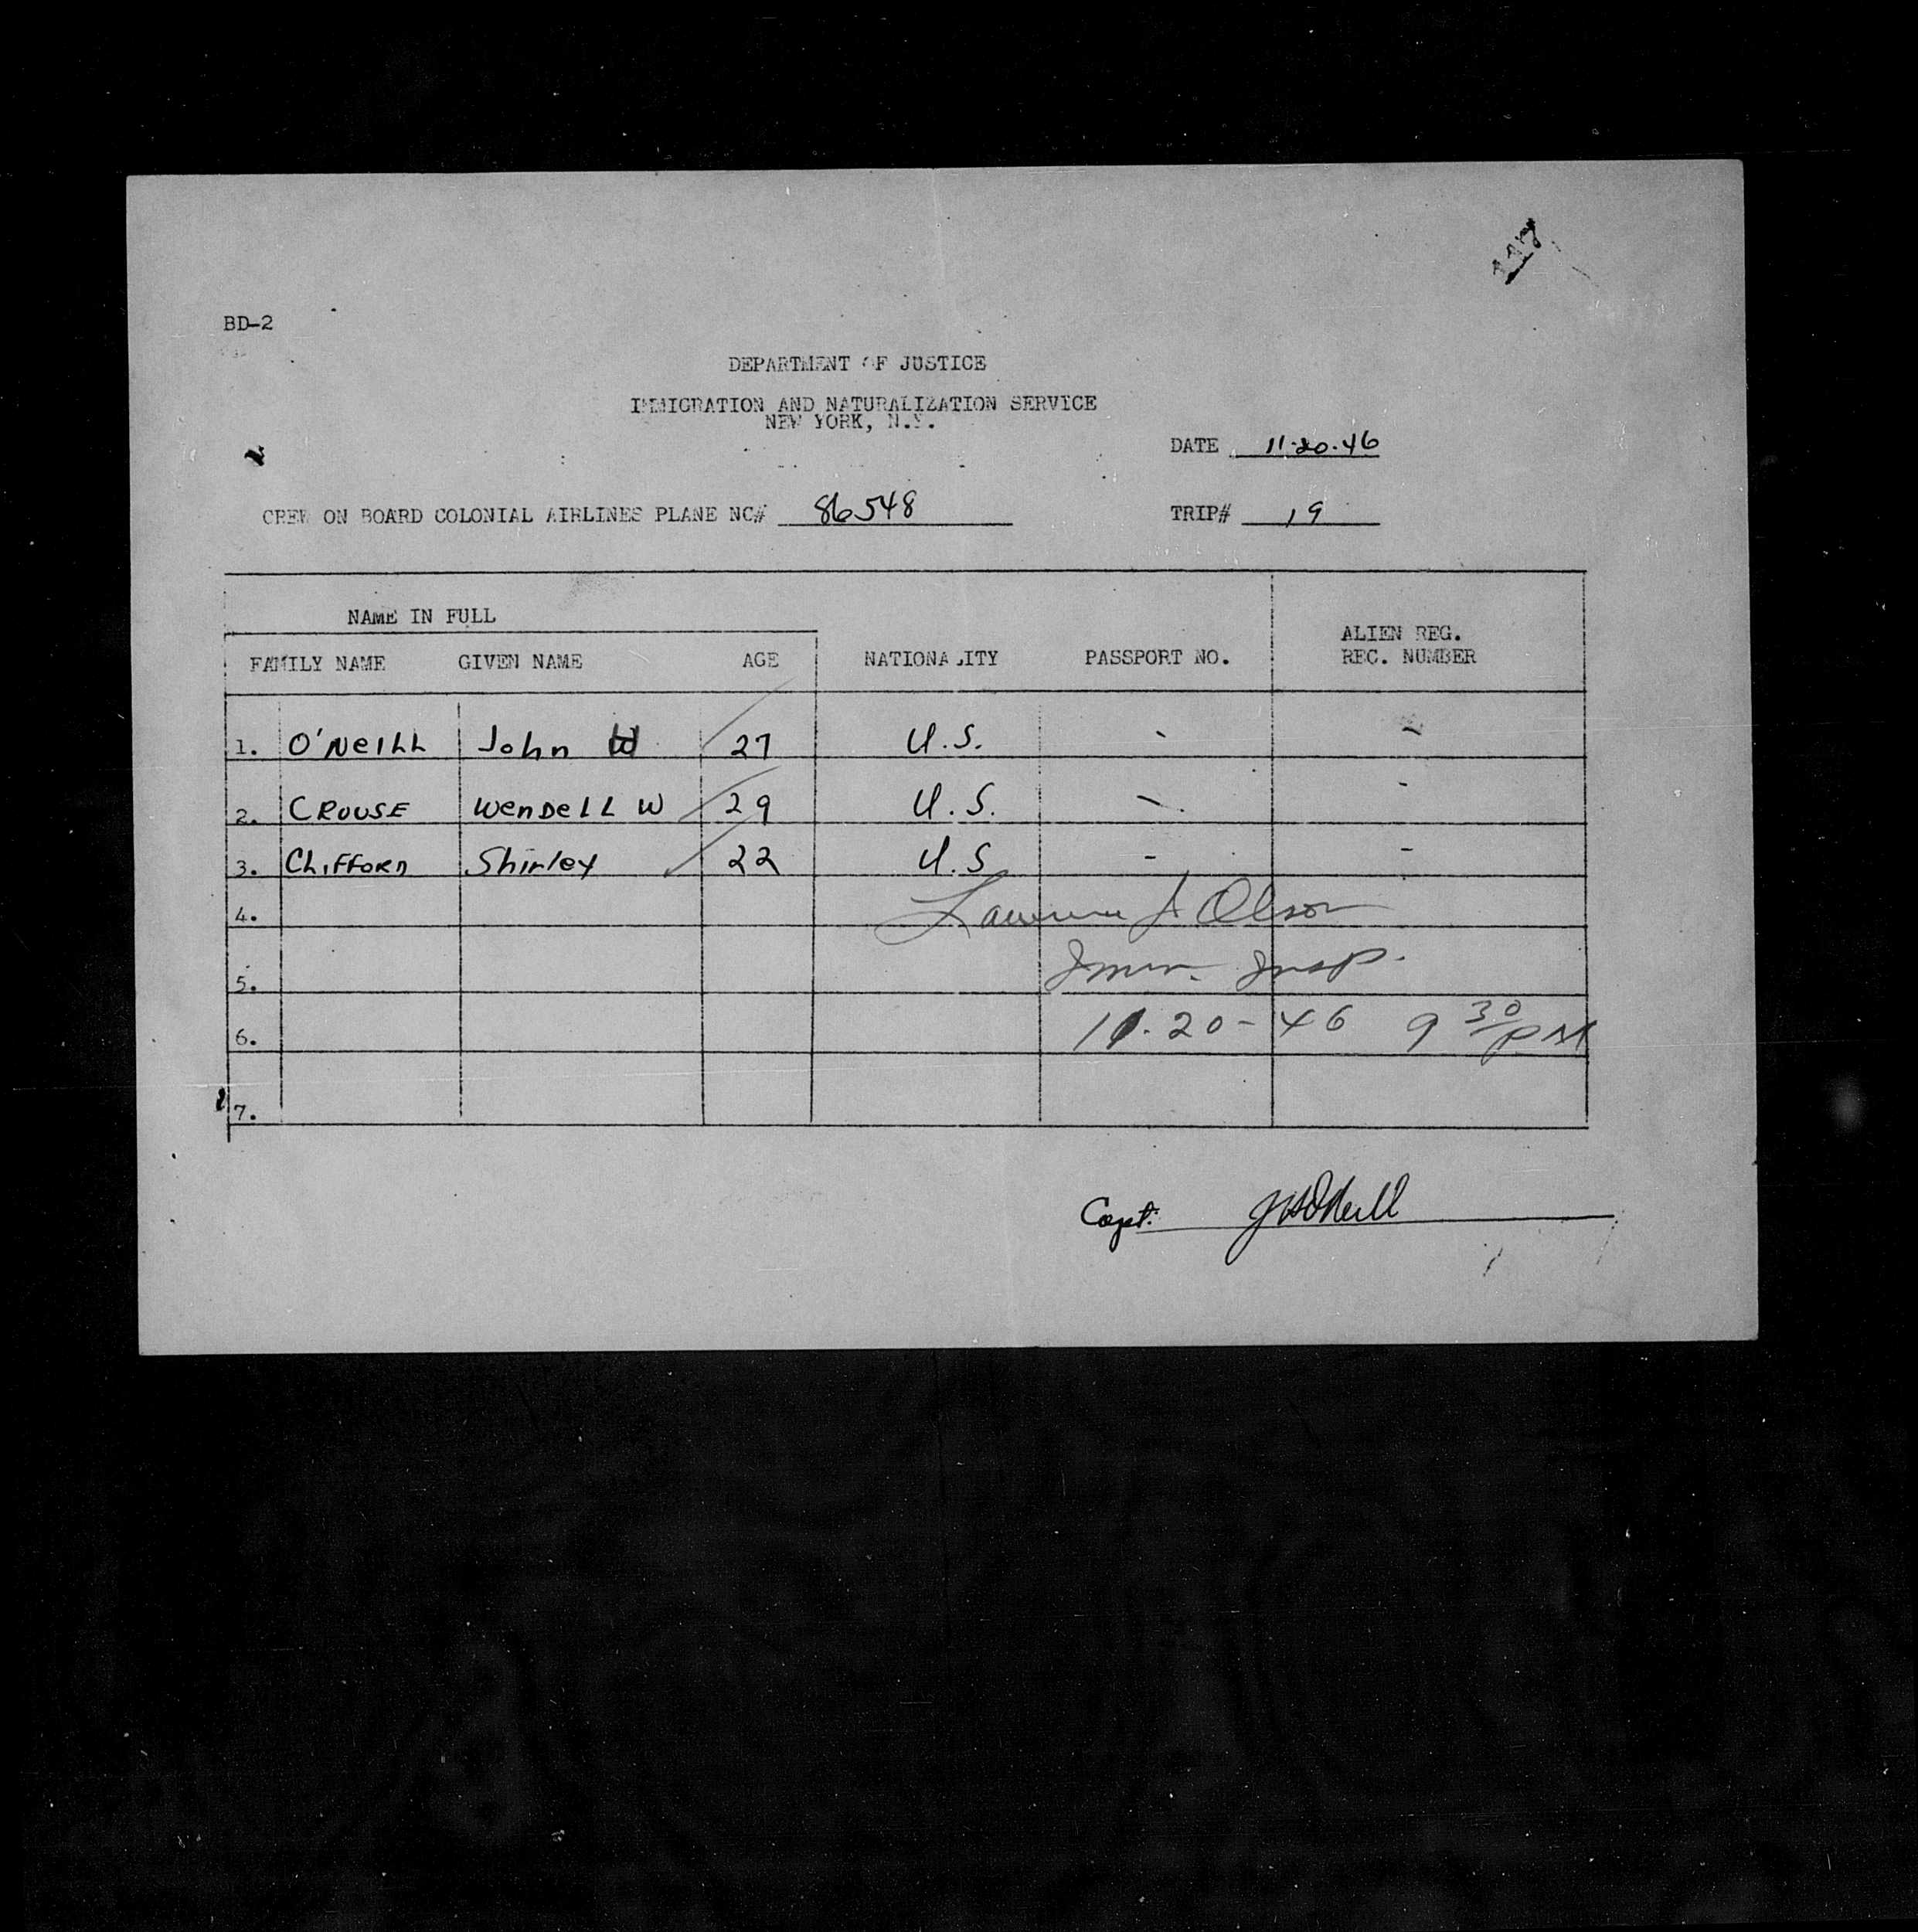 117
BD-2
DEPARTMENT OF JUSTICE
IMMIGRATION AND NATURALIZATION SERVICE
NEW YORK, N.Y.
DATE 11-20-46
CREW ON BOARD COLONIAL AIRLINES PLANE NC# 86548 TRIP# 19
NAME IN FULL
FAMILY NAME GIVEN NAME AGE NATIONALITY PASSPORT NO. ALIEN REG. REC. NUMBER
1. O'NEILL John W 27 U.S. - -
2. CROUSE WENDELL W 29 U.S. - -
3. CLIFFORD Shirley 22 U.S - -
4. Lawrence A Olson
5. Imm. Insp.
6. 11-20-46 9 30 PM
7.
Capt. JW O'Neill